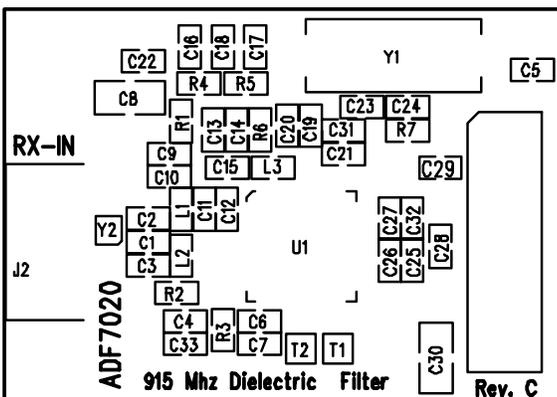 C16 C18 C17
Y1
C22
C5
R4 R5
C8
C23 C24
R1
C13 C14 R6 C20 C19
C31 R7
RX-IN
C9
C21
C10
C15 L3
C29
L1 C11 C12
C27 C32
C2
Y2
C1
U1
C28
C3 L2
C26 C25
J2
R2
C4 R3 C6
C33 C7
T2 T1
C30
ADF7020
915 Mhz Dielectric Filter
Rev. C